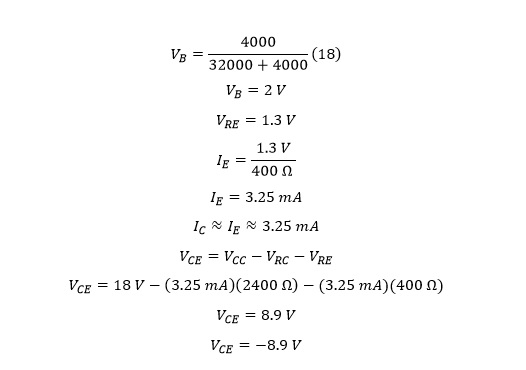 V_B = 4000 / (32000 + 4000) (18)
V_B = 2 V
V_RE = 1.3 V
I_E = 1.3 V / 400 Ω
I_E = 3.25 mA
I_C ≈ I_E ≈ 3.25 mA
V_CE = V_CC − V_RC − V_RE
V_CE = 18 V − (3.25 mA)(2400 Ω) − (3.25 mA)(400 Ω)
V_CE = 8.9 V
V_CE = −8.9 V